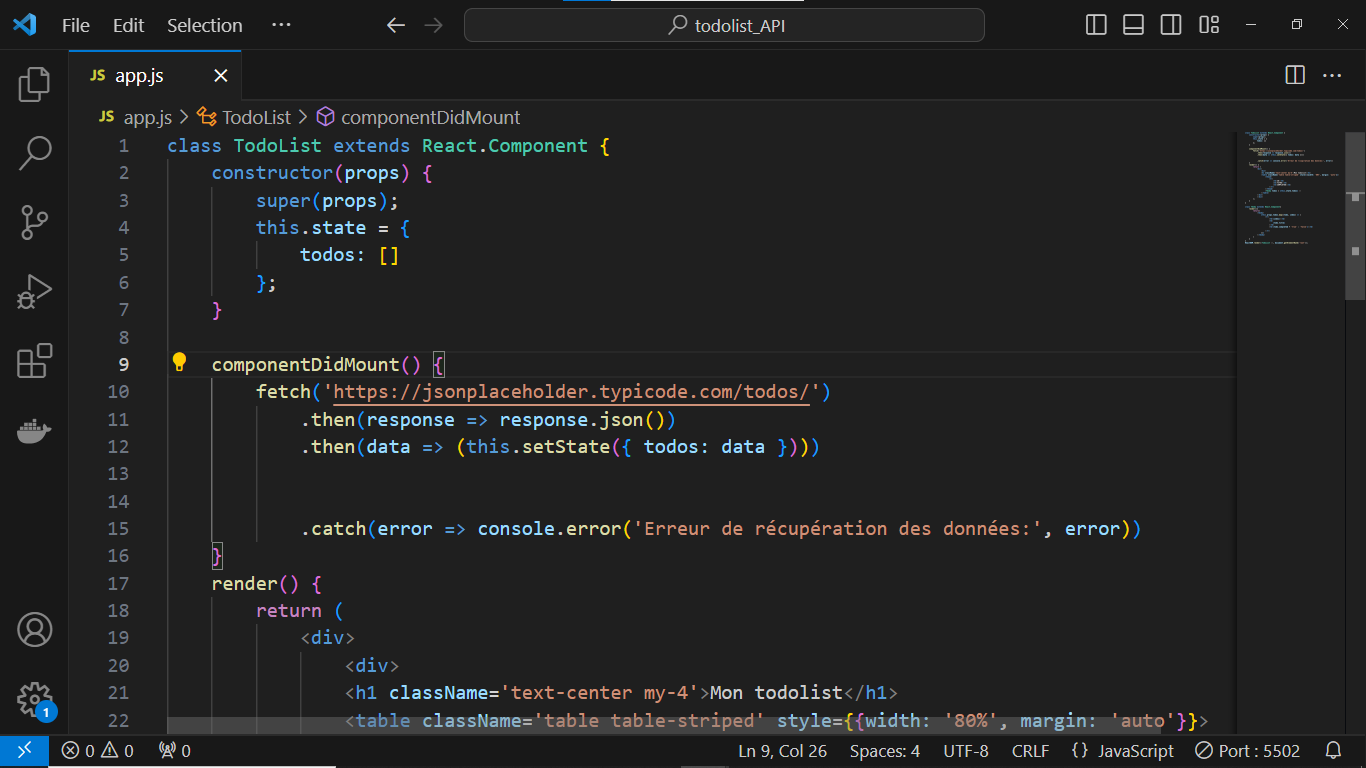 File Edit Selection ··· todolist_API
JS app.js
JS app.js > TodoList > componentDidMount
1 class TodoList extends React.Component {
2 constructor(props) {
3 super(props);
4 this.state = {
5 todos: []
6 };
7 }
8
9 componentDidMount() {
10 fetch('https://jsonplaceholder.typicode.com/todos/')
11 .then(response => response.json())
12 .then(data => (this.setState({ todos: data })))
13
14
15 .catch(error => console.error('Erreur de récupération des données:', error))
16 }
17 render() {
18 return (
19 <div>
20 <div>
21 <h1 className='text-center my-4'>Mon todolist</h1>
22 <table className='table table-striped' style={{width: '80%', margin: 'auto'}}>
1
0 0 0 Ln 9, Col 26 Spaces: 4 UTF-8 CRLF {} JavaScript Port : 5502